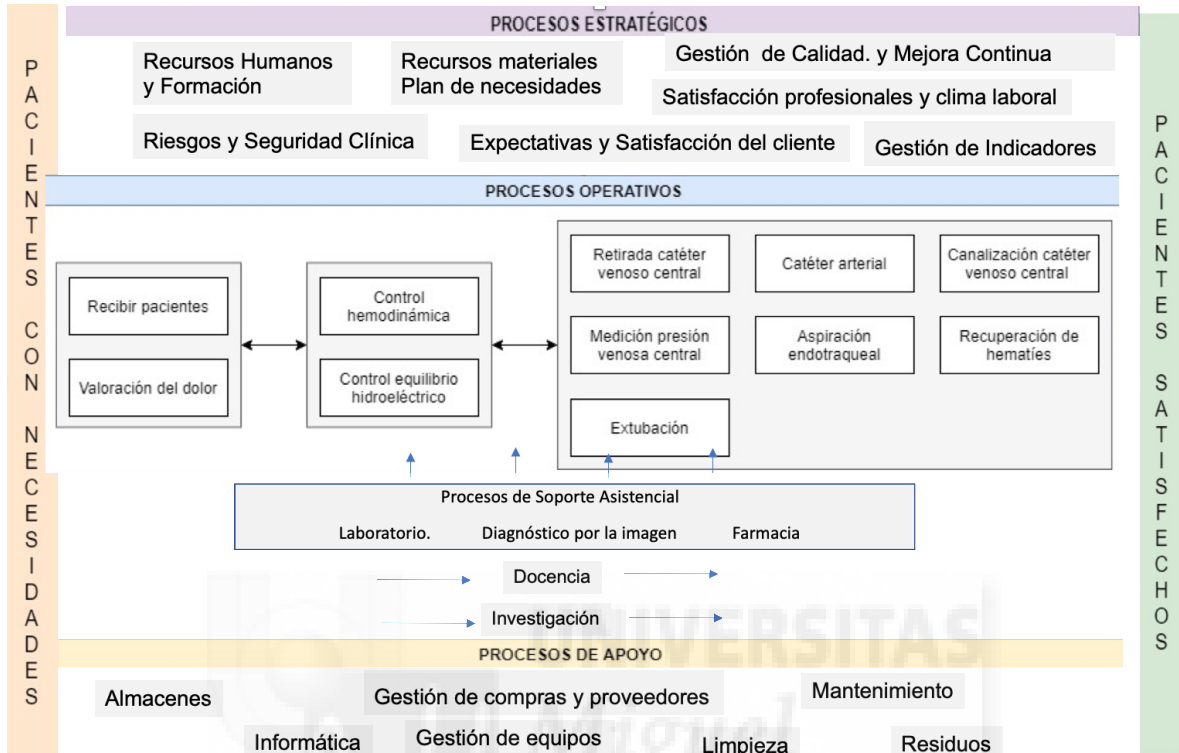 PROCESOS ESTRATÉGICOS
PACIENTES CON NECESIDADES
Recursos Humanos
y Formación
Recursos materiales
Plan de necesidades
Gestión de Calidad. y Mejora Continua
Satisfacción profesionales y clima laboral
Riesgos y Seguridad Clínica
Expectativas y Satisfacción del cliente
Gestión de Indicadores
PACIENTES SATISFECHOS
PROCESOS OPERATIVOS
Recibir pacientes
Valoración del dolor
Control
hemodinámica
Control equilibrio
hidroeléctrico
Retirada catéter
venoso central
Catéter arterial
Canalización catéter
venoso central
Medición presión
venosa central
Aspiración
endotraqueal
Recuperación de
hematíes
Extubación
Procesos de Soporte Asistencial
Laboratorio.
Diagnóstico por la imagen
Farmacia
Docencia
Investigación
UNIVERSITAS
PROCESOS DE APOYO
Almacenes
Gestión de compras y proveedores
Mantenimiento
Miguel
Informática
Gestión de equipos
Limpieza
Residuos